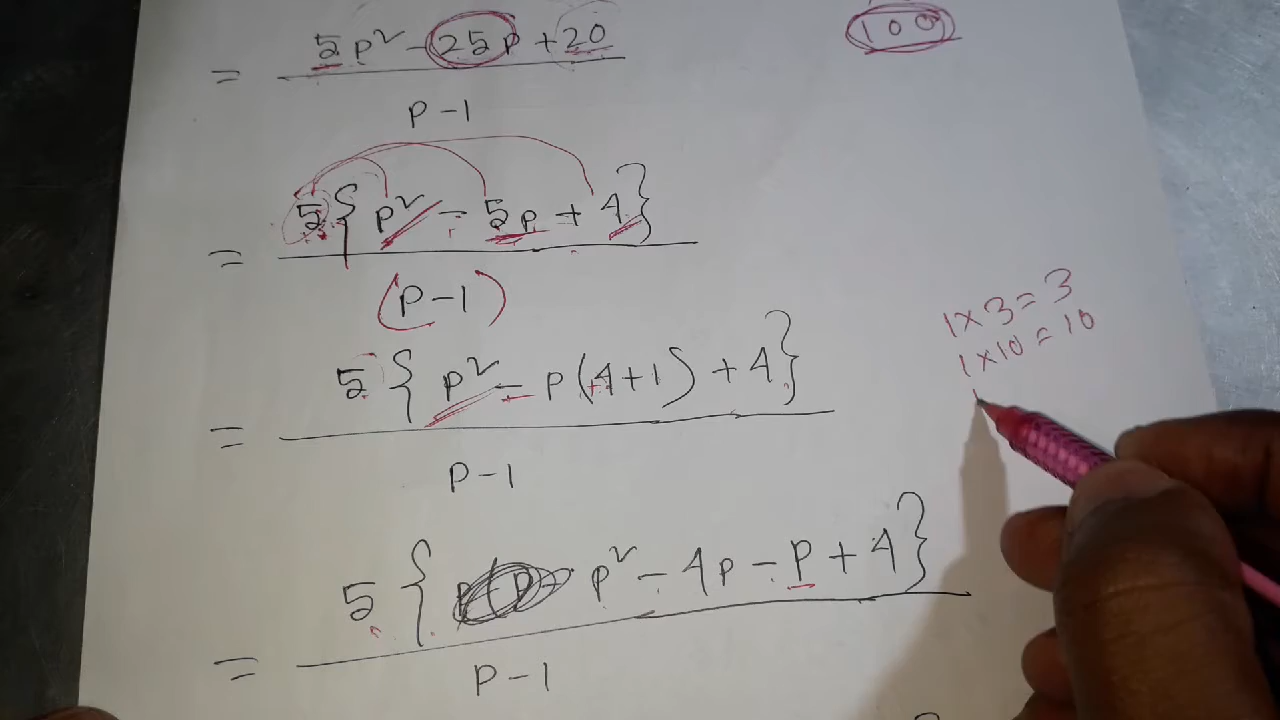 = 5p² - 25p + 20
p - 1
100
= 5{p² - 5p + 4}
(p - 1)
= 5{p² - p(4+1) + 4}
p - 1
1 × 3 = 3
1 × 10 = 10
= 5{ p² - 4p - p + 4}
p - 1